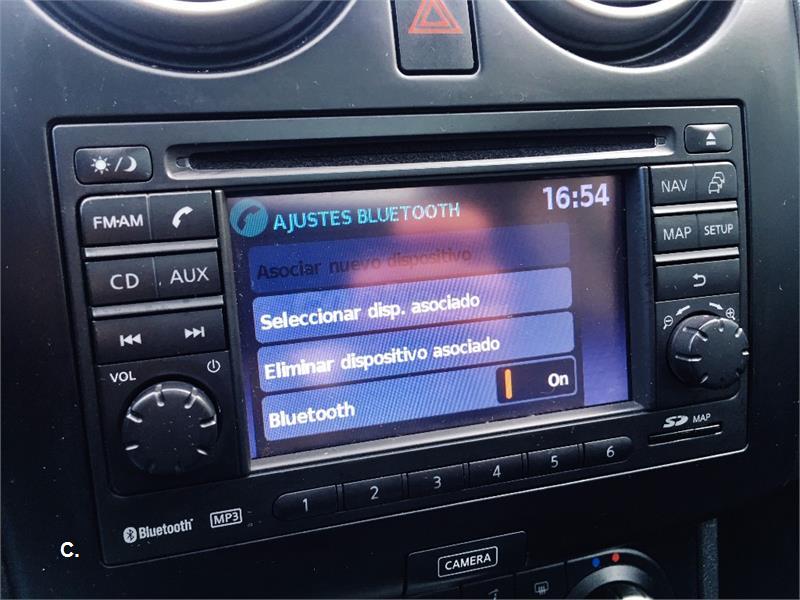 FM·AM
CD AUX
VOL
AJUSTES BLUETOOTH 16:54
Asociar nuevo dispositivo
Seleccionar disp. asociado
Eliminar dispositivo asociado
Bluetooth On
NAV
MAP SETUP
SD MAP
1 2 3 4 5 6
Bluetooth MP3
CAMERA
C.